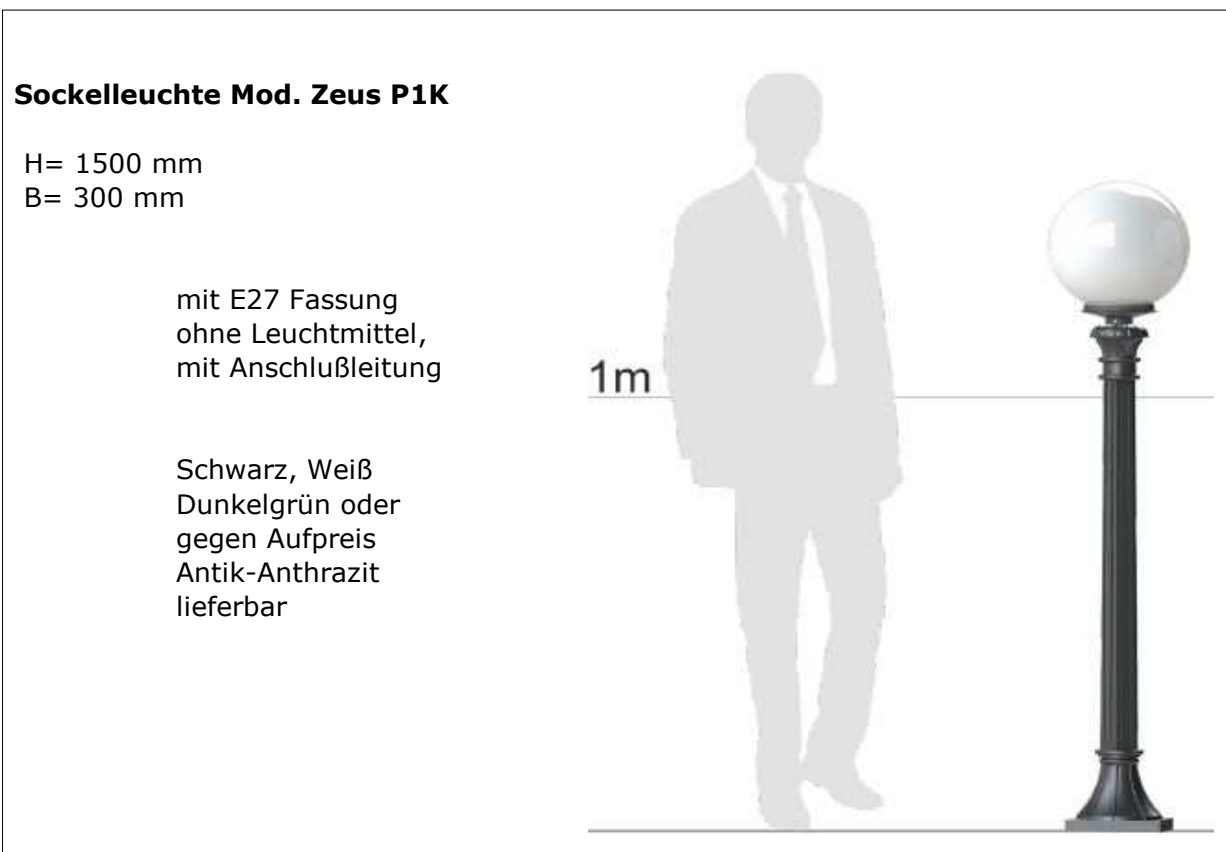 Sockelleuchte Mod. Zeus P1K
H= 1500 mm
B= 300 mm
mit E27 Fassung
ohne Leuchtmittel,
mit Anschlußleitung
1m
Schwarz, Weiß
Dunkelgrün oder
gegen Aufpreis
Antik-Anthrazit
lieferbar